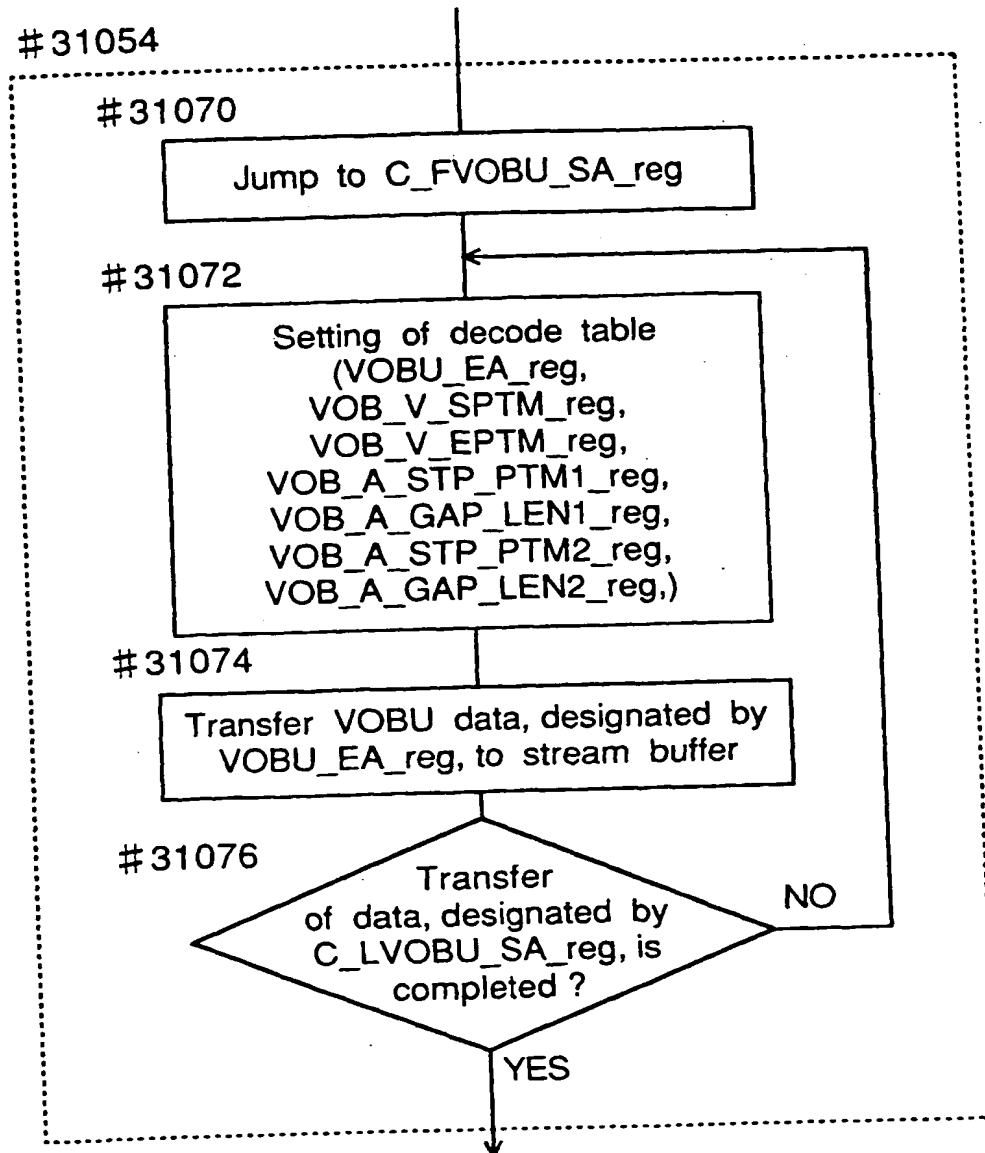 #31054
#31070
Jump to C_FVOBU_SA_reg
#31072
Setting of decode table
(VOBU_EA_reg,
VOB_V_SPTM_reg,
VOB_V_EPTM_reg,
VOB_A_STP_PTM1_reg,
VOB_A_GAP_LEN1_reg,
VOB_A_STP_PTM2_reg,
VOB_A_GAP_LEN2_reg,)
#31074
Transfer VOBU data, designated by
VOBU_EA_reg, to stream buffer
#31076
Transfer
of data, designated by
C_LVOBU_SA_reg, is
completed ?
NO
YES